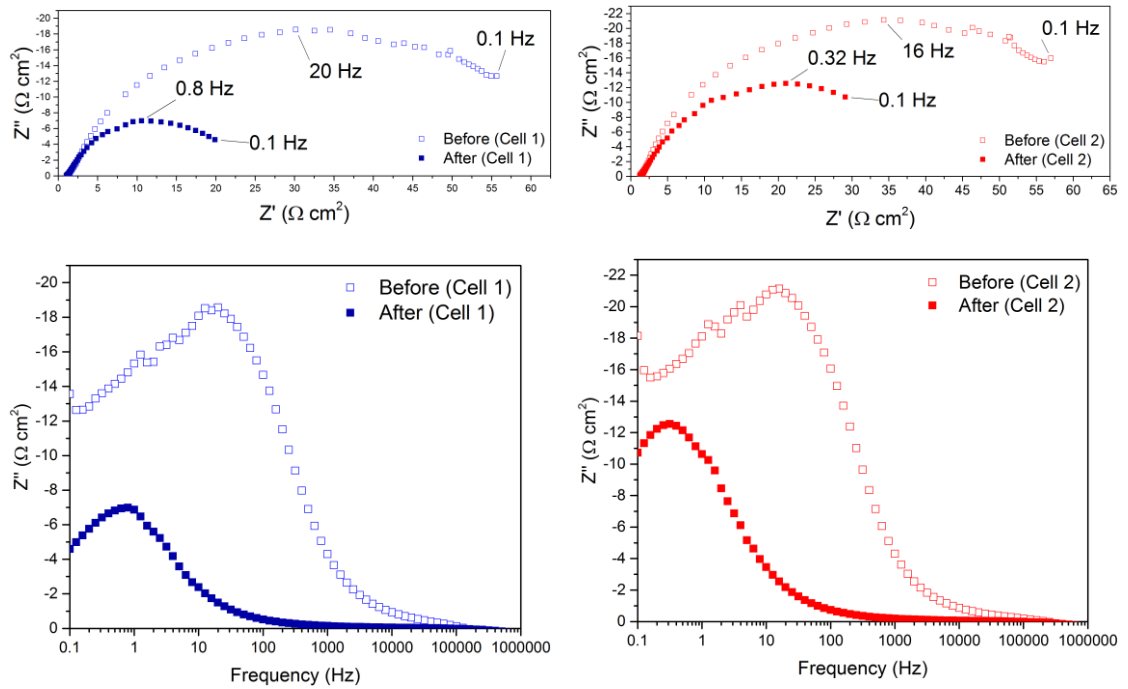 -20
-18
-16
-14
-12
-10
-8
-6
-4
-2
0
Z'' (Ω cm²)
20 Hz
0.1 Hz
0.8 Hz
0.1 Hz
Before (Cell 1)
After (Cell 1)
0 5 10 15 20 25 30 35 40 45 50 55 60
Z' (Ω cm²)
-22
-20
-18
-16
-14
-12
-10
-8
-6
-4
-2
0
Z'' (Ω cm²)
0.1 Hz
16 Hz
0.32 Hz
0.1 Hz
Before (Cell 2)
After (Cell 2)
0 5 10 15 20 25 30 35 40 45 50 55 60 65
Z' (Ω cm²)
-20
-18
-16
-14
-12
-10
-8
-6
-4
-2
0
Z'' (Ω cm²)
Before (Cell 1)
After (Cell 1)
0.1 1 10 100 1000 10000 100000 1000000
Frequency (Hz)
-22
-20
-18
-16
-14
-12
-10
-8
-6
-4
-2
0
Z'' (Ω cm²)
Before (Cell 2)
After (Cell 2)
0.1 1 10 100 1000 10000 100000 1000000
Frequency (Hz)